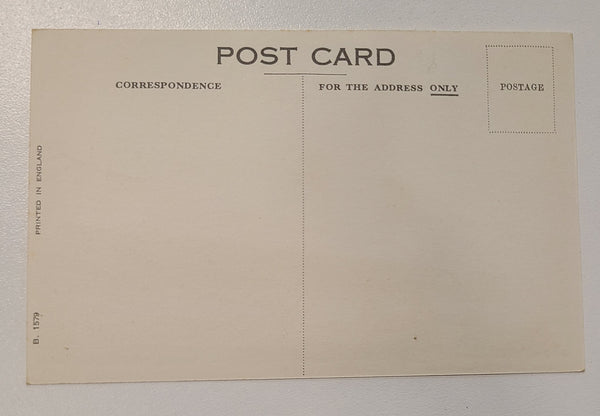 POST CARD
CORRESPONDENCE
FOR THE ADDRESS ONLY
POSTAGE
PRINTED IN ENGLAND
B. 1579